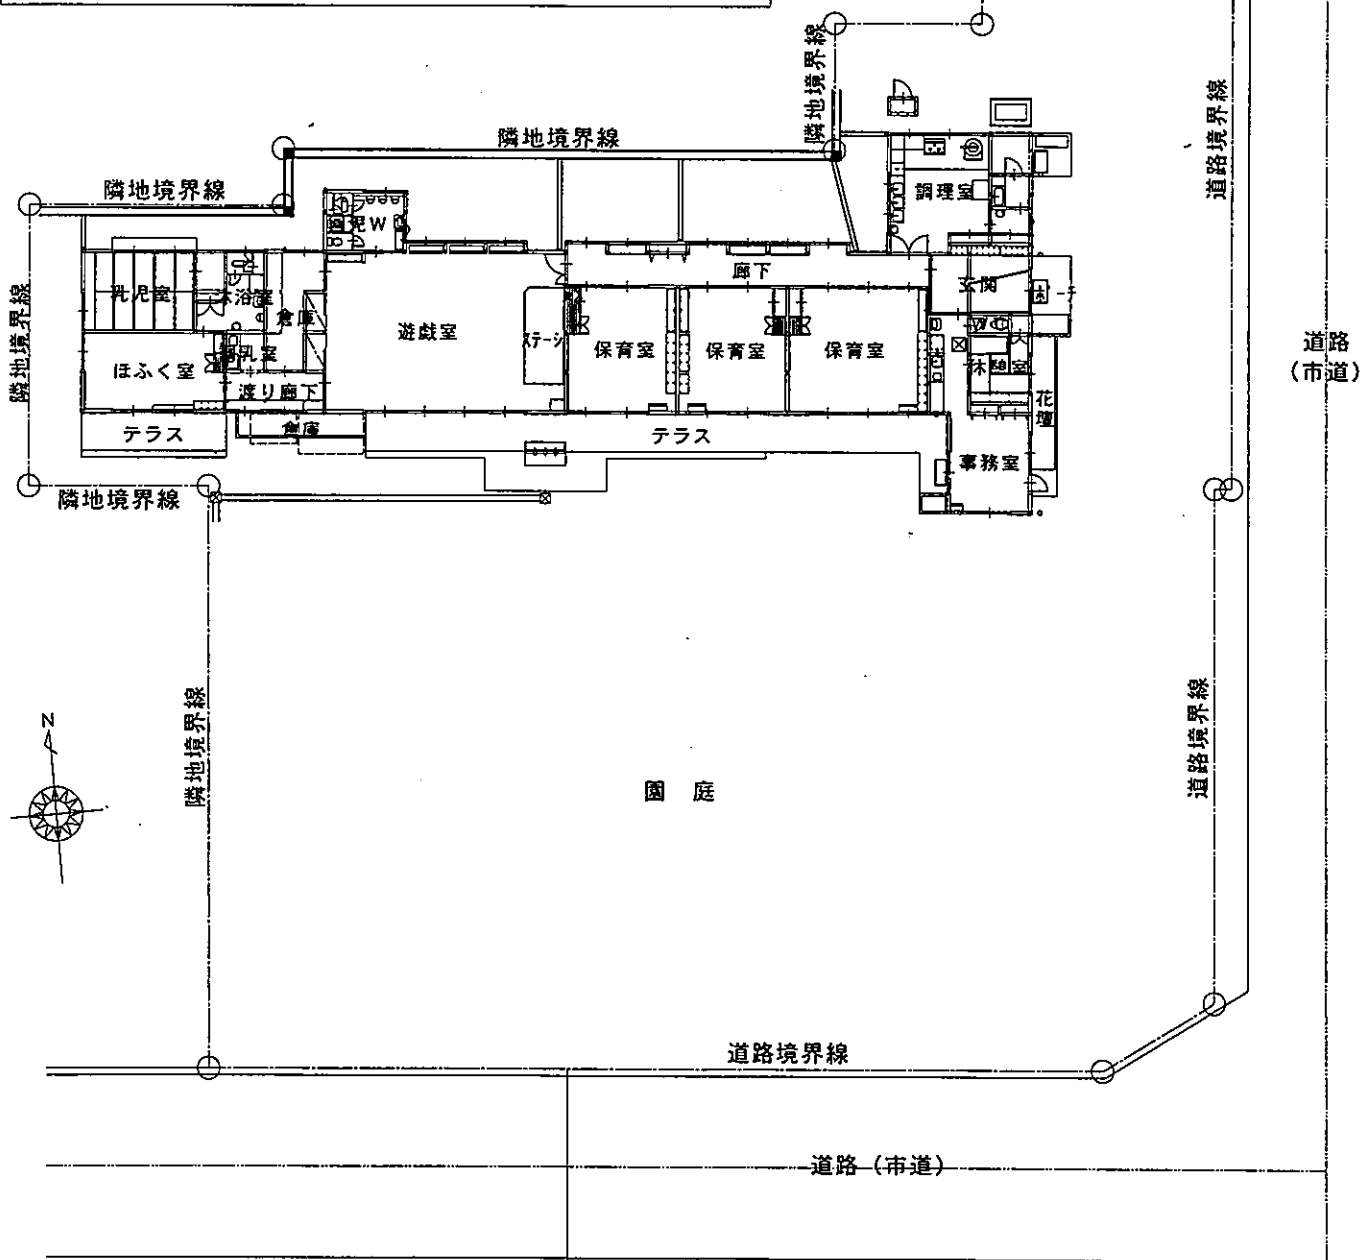 隣地境界線
道路境界線
隣地境界線
隣地境界線
調理室
児W
廊下
玄関
乳児室
沐浴室
倉庫
隣地境界線
遊戯室
ステージ
保育室
保育室
保育室
道路
（市道）
ほふく室
乳室
休憩室
渡り廊下
花壇
テラス
倉庫
テラス
事務室
隣地境界線
隣地境界線
道路境界線
N
園 庭
道路境界線
道路（市道）